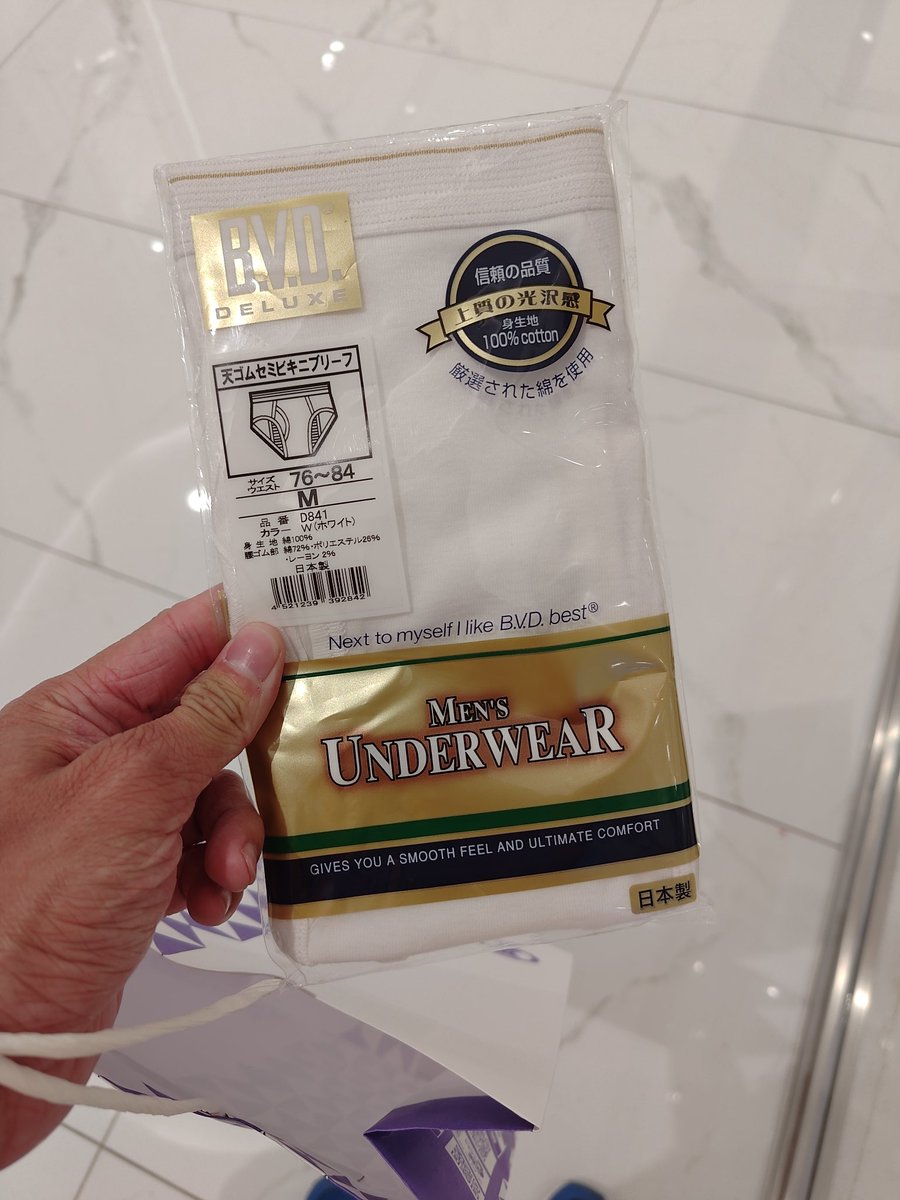 B.V.D.®
DELUXE
信頼の品質
上質の光沢感
身生地
100% cotton
厳選された綿を使用
天ゴムセミビキニブリーフ
サイズ
ウエスト 76~84
M
品番 D841
カラー W(ホワイト)
身生地 綿100%
腰ゴム部 綿72%・ポリエステル26%
・レーヨン2%
日本製
4 521239 392842
Next to myself I like B.V.D. best®
MEN'S
UNDERWEAR
GIVES YOU A SMOOTH FEEL AND ULTIMATE COMFORT
日本製